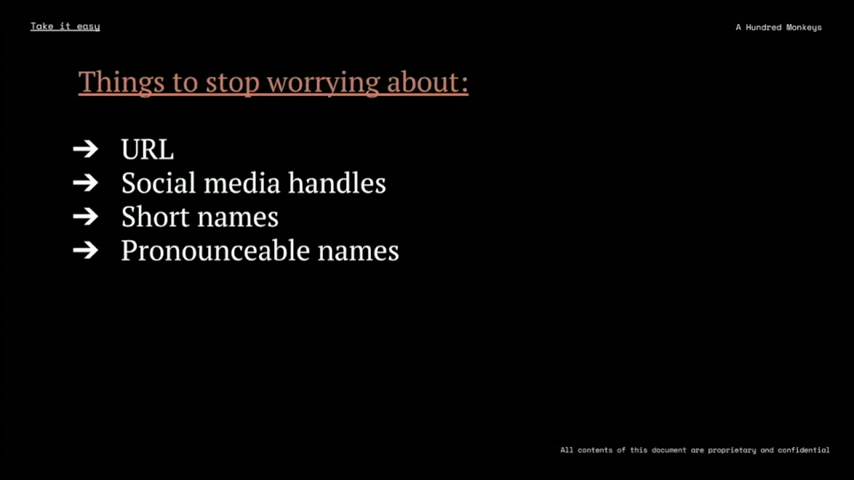 Take it easy
A Hundred Monkeys
Things to stop worrying about:
➔ URL
➔ Social media handles
➔ Short names
➔ Pronounceable names
All contents of this document are proprietary and confidential